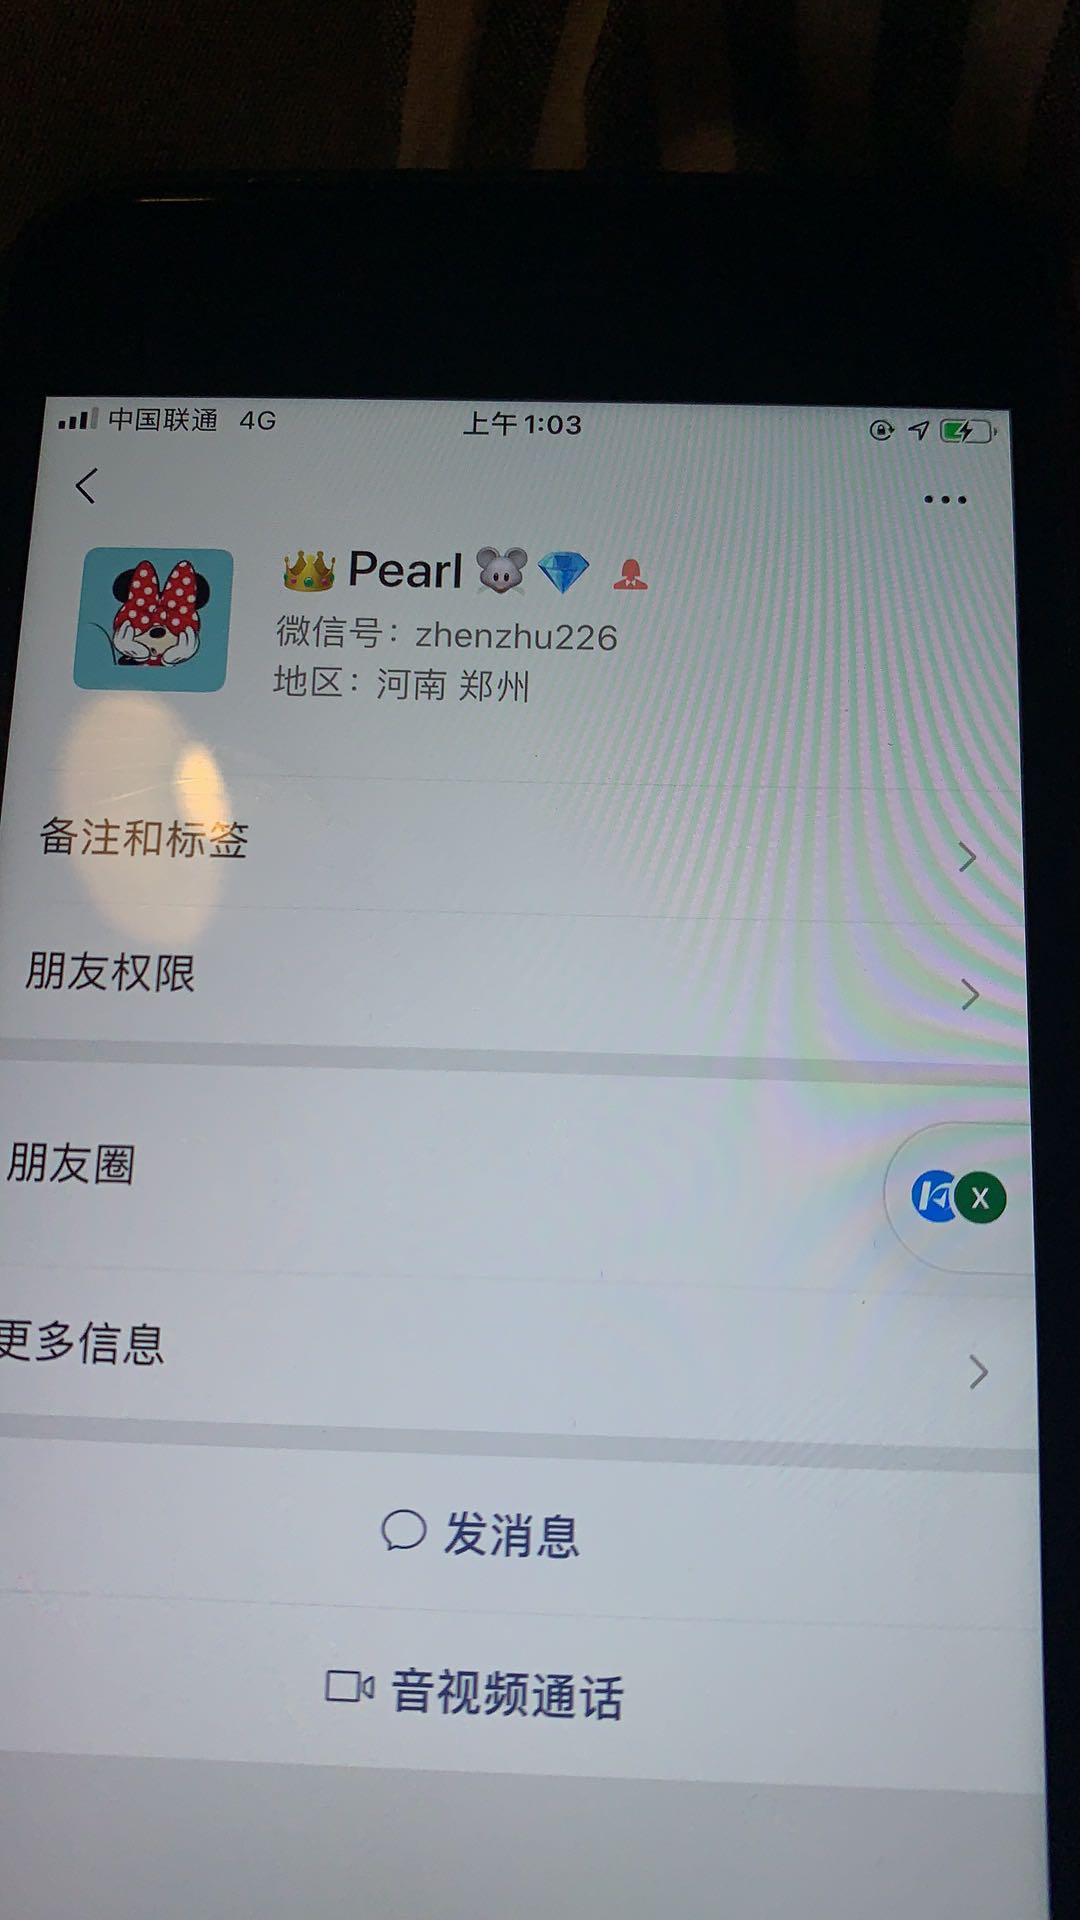 中国联通 4G 上午1:03
👑Pearl🐭💎
微信号：zhenzhu226
地区：河南 郑州
备注和标签
朋友权限
朋友圈
X
更多信息
发消息
音视频通话